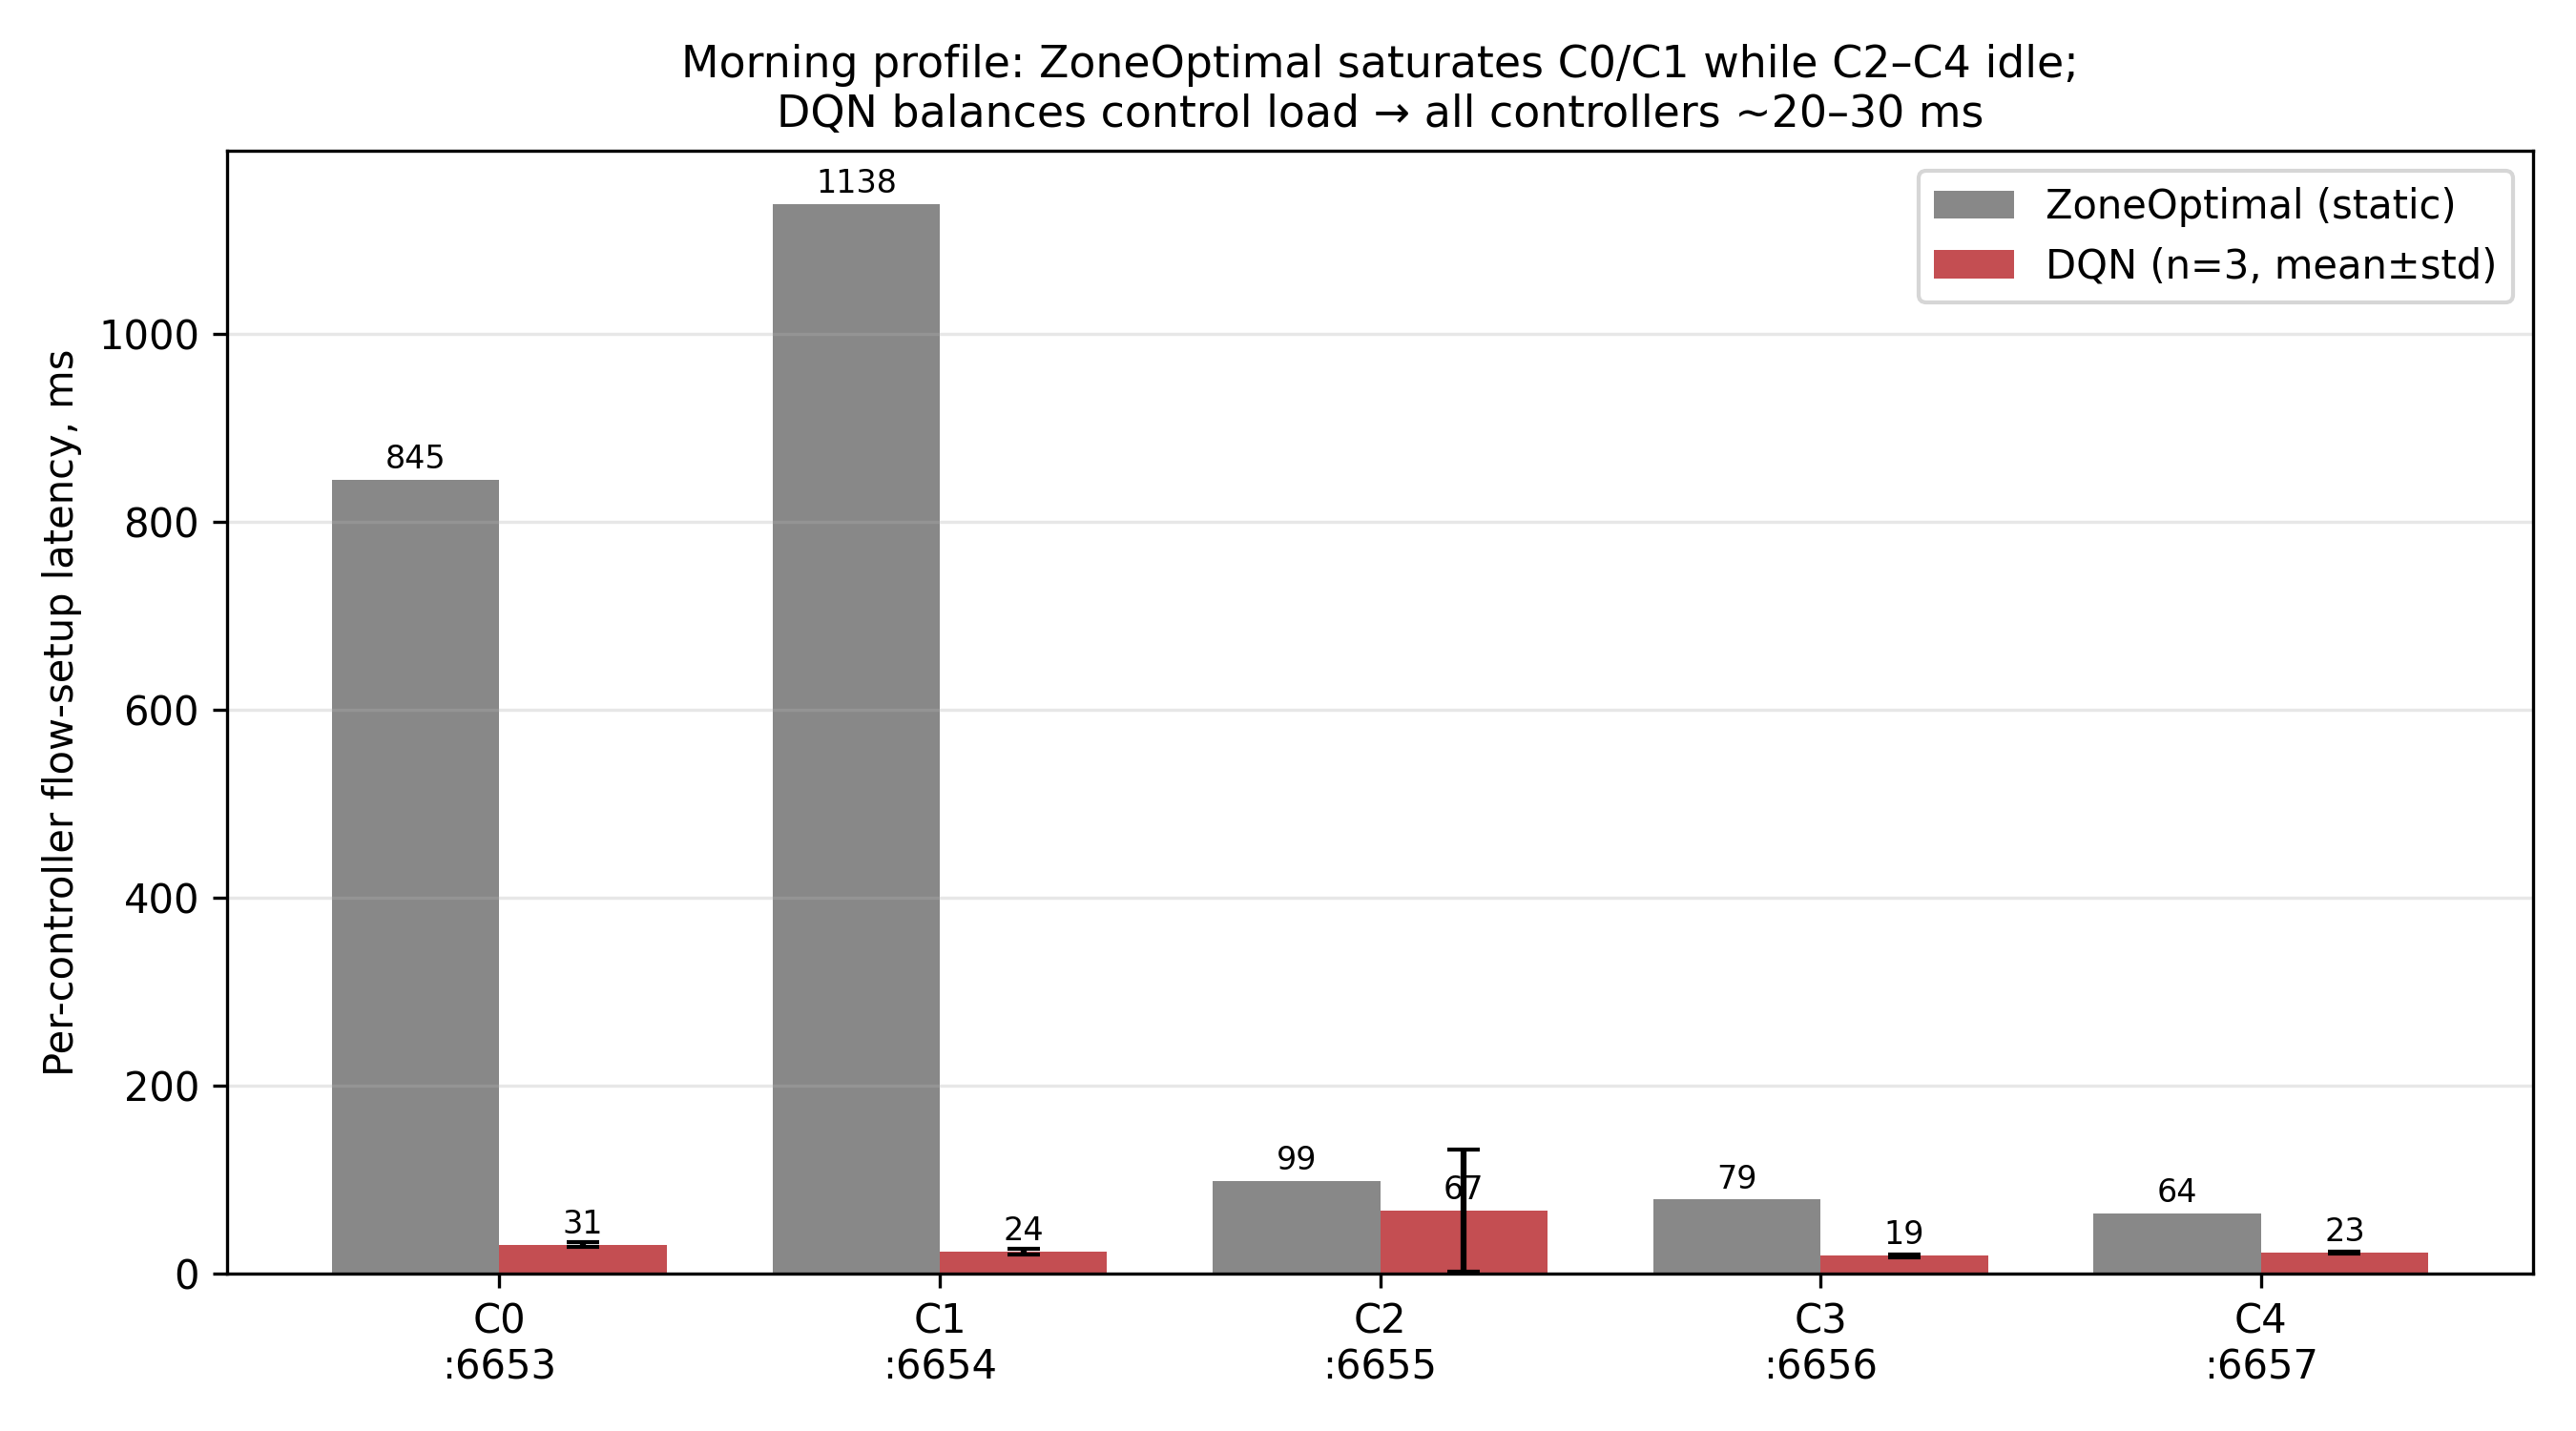 Morning profile: ZoneOptimal saturates C0/C1 while C2–C4 idle;
DQN balances control load → all controllers ~20–30 ms
ZoneOptimal (static)
DQN (n=3, mean±std)
Per-controller flow-setup latency, ms
1000
800
600
400
200
0
845
31
1138
24
99
67
79
19
64
23
C0
:6653
C1
:6654
C2
:6655
C3
:6656
C4
:6657